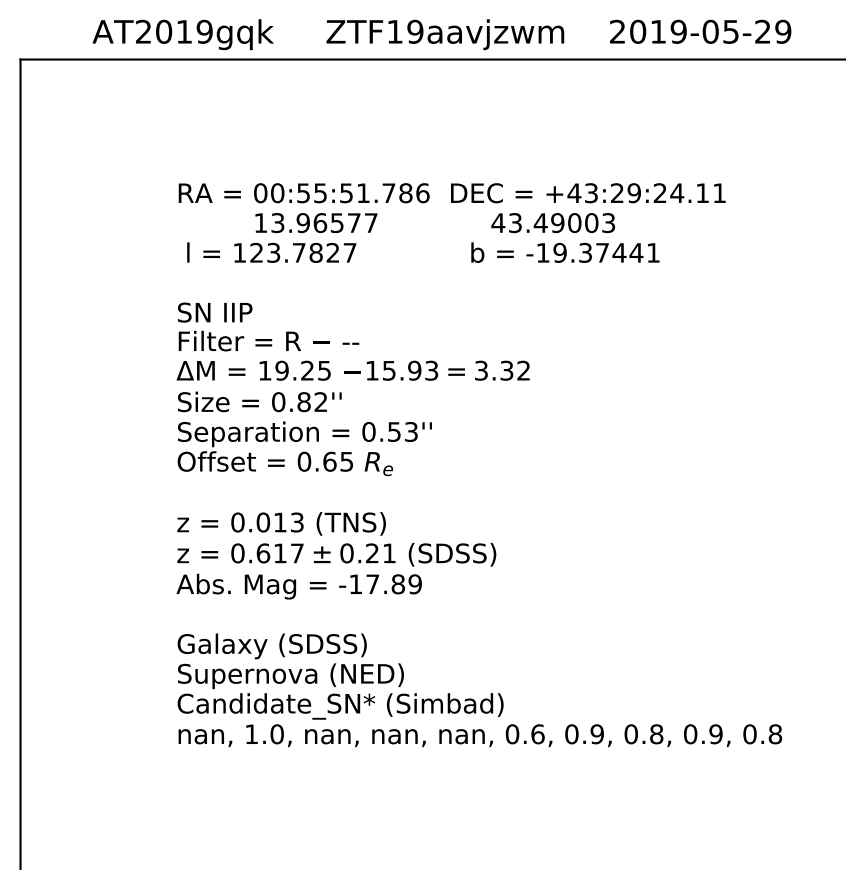 AT2019gqk ZTF19aavjzwm 2019-05-29
RA = 00:55:51.786 DEC = +43:29:24.11
13.96577 43.49003
l = 123.7827 b = -19.37441
SN IIP
Filter = R − --
ΔM = 19.25 −15.93 = 3.32
Size = 0.82''
Separation = 0.53''
Offset = 0.65 Re
z = 0.013 (TNS)
z = 0.617 ± 0.21 (SDSS)
Abs. Mag = -17.89
Galaxy (SDSS)
Supernova (NED)
Candidate_SN* (Simbad)
nan, 1.0, nan, nan, nan, 0.6, 0.9, 0.8, 0.9, 0.8